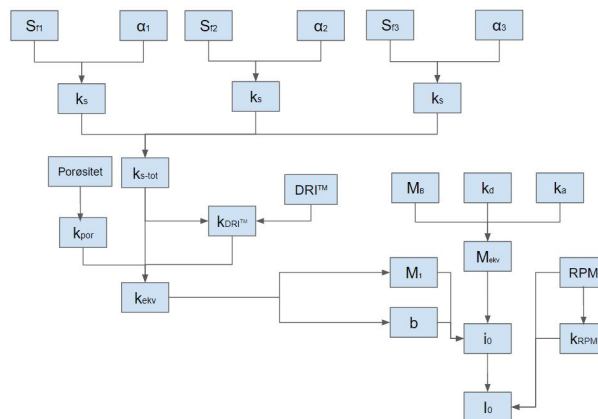 Sf1 α1 Sf2 α2 Sf3 α3
ks ks ks
Porøsitet ks-tot DRI™ MB kd ka
kpor kDRI™
Mekv
kekv M1 RPM
b i0 kRPM
I0